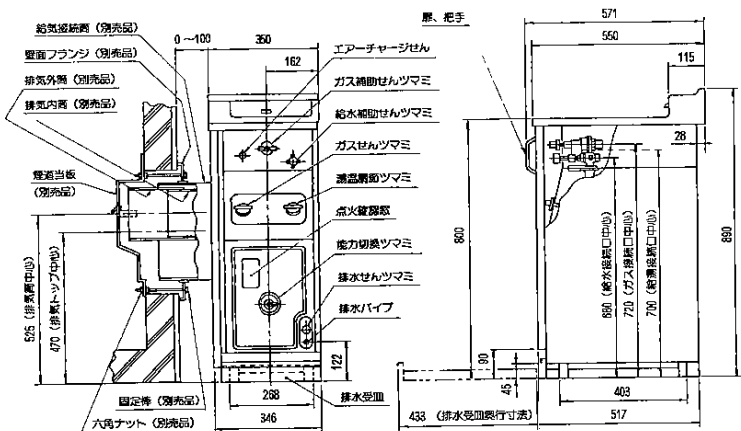 給気接続筒（別売品）
壁面フランジ（別売品）
排気外筒（別売品）
排気内筒（別売品）
煙道当板
（別売品）
0～100
350
162
エアーチャージせん
ガス補助せんツマミ
給水補助せんツマミ
ガスせんツマミ
湯温調節ツマミ
点火確認窓
能力切換ツマミ
排水せんツマミ
排水パイプ
排水受皿
525（排気筒中心）
470（排気トップ中心）
固定棒（別売品）
六角ナット（別売品）
122
268
346
扉、把手
571
550
115
28
800
890
680（給水接続口中心）
720（ガス接続口中心）
700（給湯接続口中心）
90
45
403
433（排水受皿奥行寸法）
517